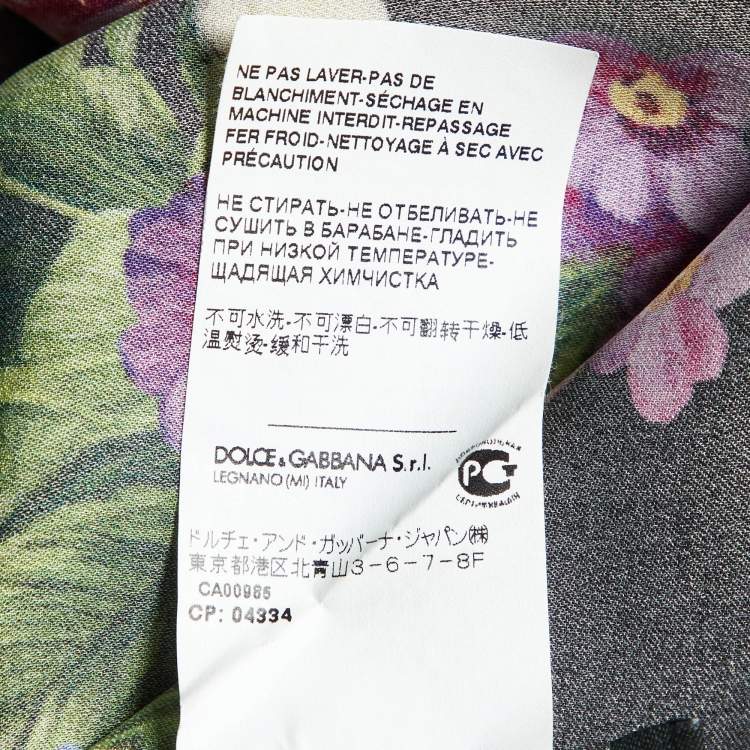 NE PAS LAVER-PAS DE
BLANCHIMENT-SÉCHAGE EN
MACHINE INTERDIT-REPASSAGE
FER FROID-NETTOYAGE À SEC AVEC
PRÉCAUTION
НЕ СТИРАТЬ-НЕ ОТБЕЛИВАТЬ-НЕ
СУШИТЬ В БАРАБАНЕ-ГЛАДИТЬ
ПРИ НИЗКОЙ ТЕМПЕРАТУРЕ-
ЩАДЯЩАЯ ХИМЧИСТКА
不可水洗-不可漂白-不可翻转干燥-低
温熨烫-缓和干洗
DOLCE&GABBANA S.r.l.
LEGNANO (MI) ITALY
РСТ
ドルチェ・アンド・ガッバーナ・ジャパン㈱
東京都港区北青山3-6-7-8F
CA00985
CP: 04334